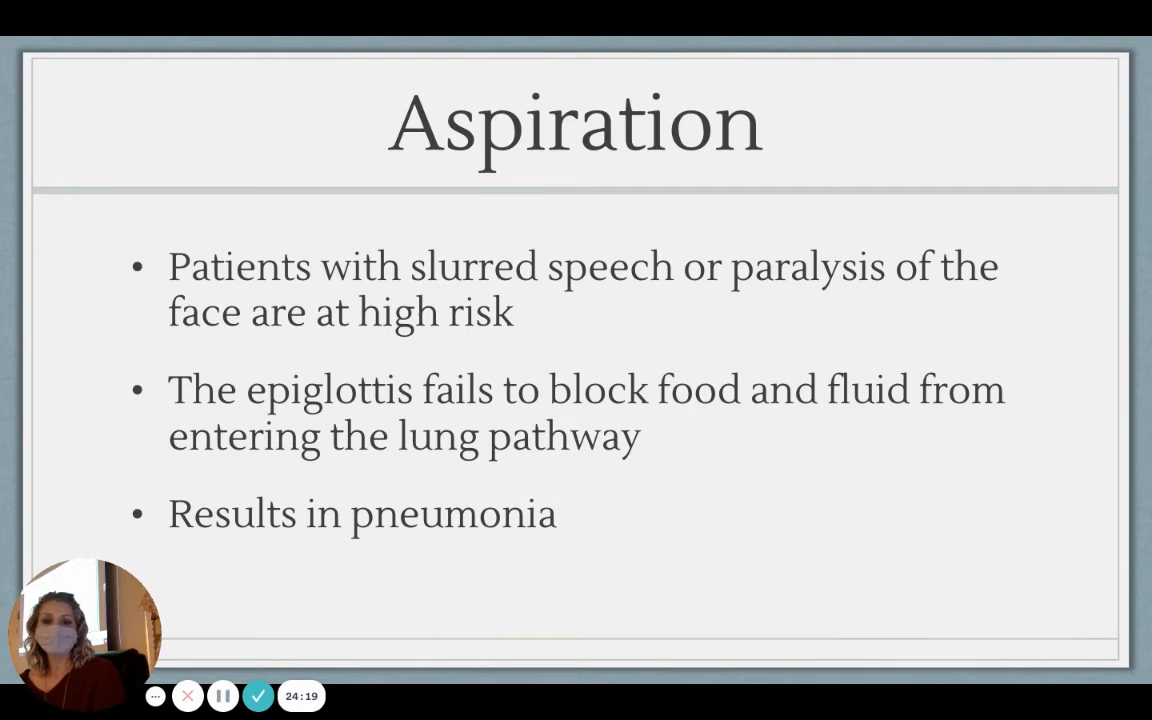 Aspiration
• Patients with slurred speech or paralysis of the
face are at high risk
• The epiglottis fails to block food and fluid from
entering the lung pathway
• Results in pneumonia
24:19